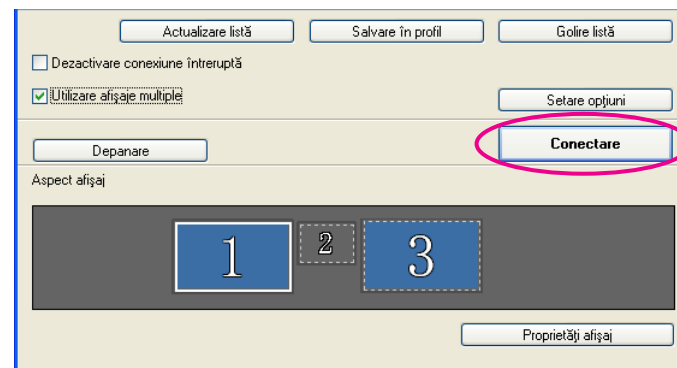 Actualizare listă Salvare în profil Golire listă
Dezactivare conexiune întreruptă
Utilizare afişaje multiple
Setare opţiuni
Depanare Conectare
Aspect afişaj
1 2 3
Proprietăţi afişaj